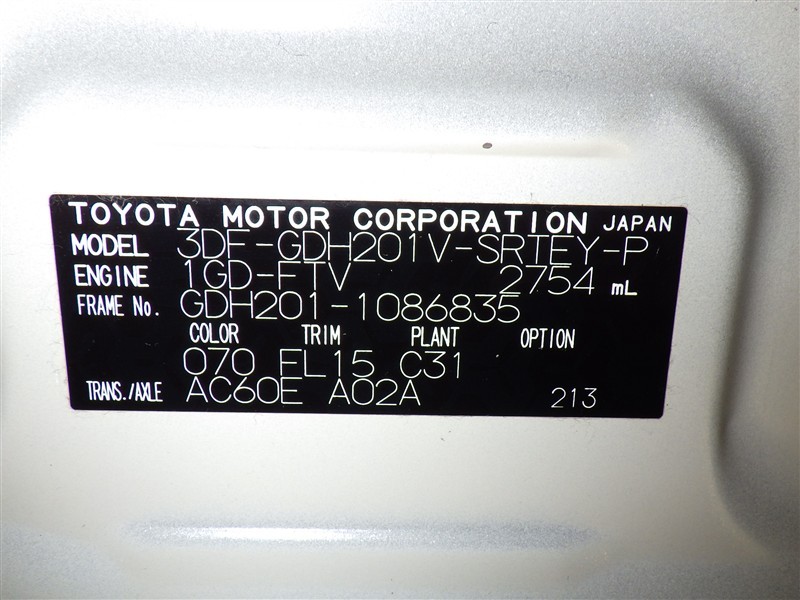 TOYOTA MOTOR CORPORATION JAPAN
MODEL 3DF-GDH201V-SRTEY-P
ENGINE 1GD-FTV 2754 mL
FRAME No. GDH201-1086835
COLOR TRIM PLANT OPTION
070 FL15 C31
TRANS./AXLE AC60E A02A 213